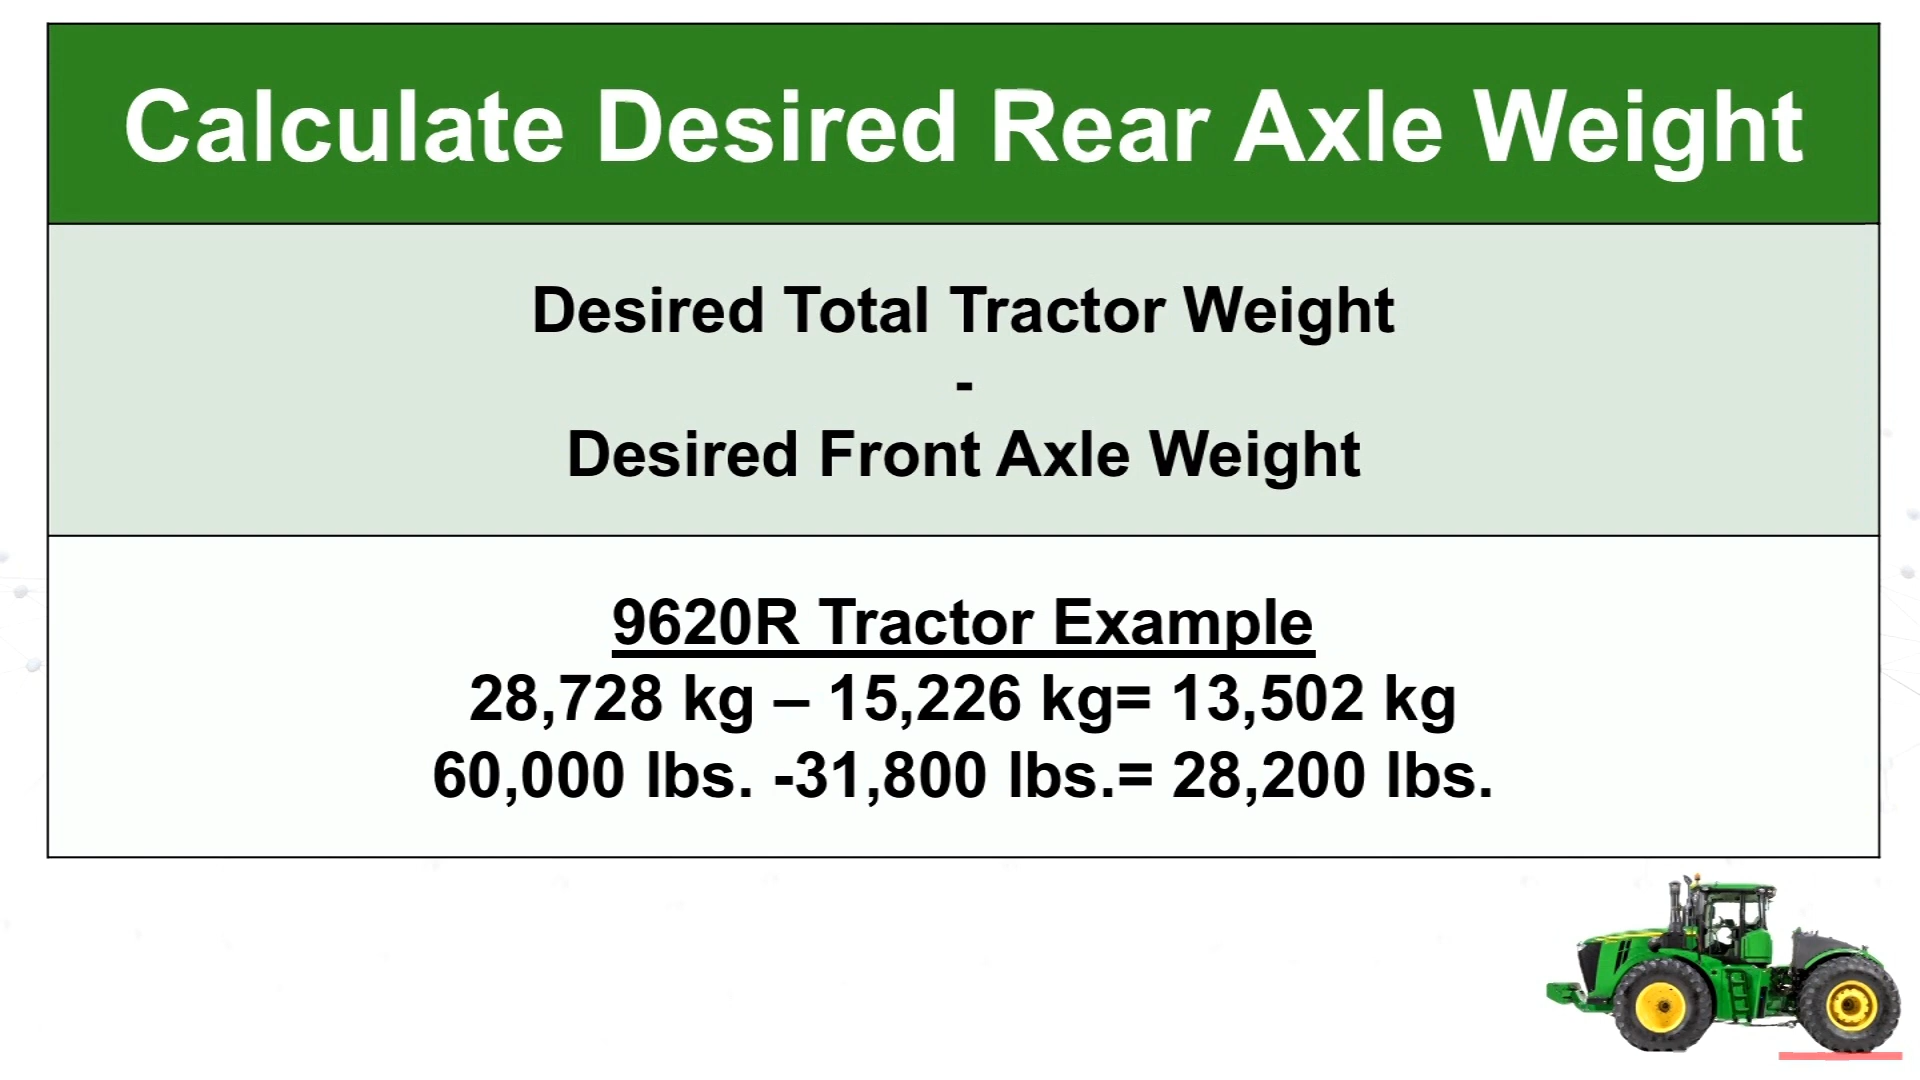 Calculate Desired Rear Axle Weight
Desired Total Tractor Weight
-
Desired Front Axle Weight
9620R Tractor Example
28,728 kg – 15,226 kg= 13,502 kg
60,000 lbs. -31,800 lbs.= 28,200 lbs.